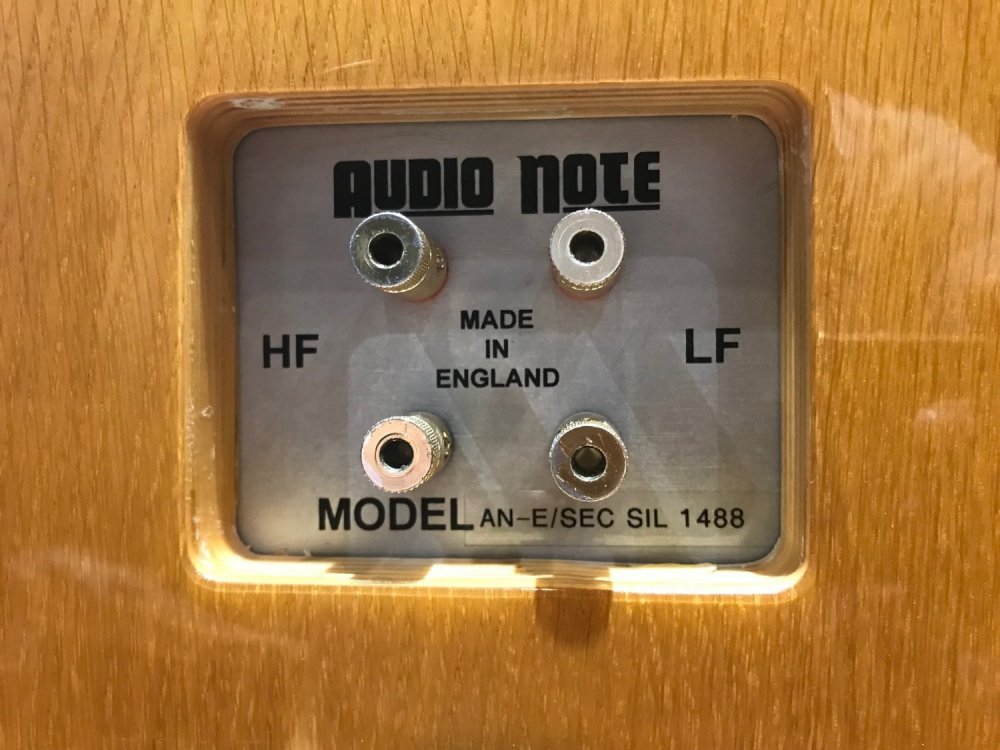 AUDIO NOTE
MADE
IN
ENGLAND
HF
LF
MODEL AN-E/SEC SIL 1488